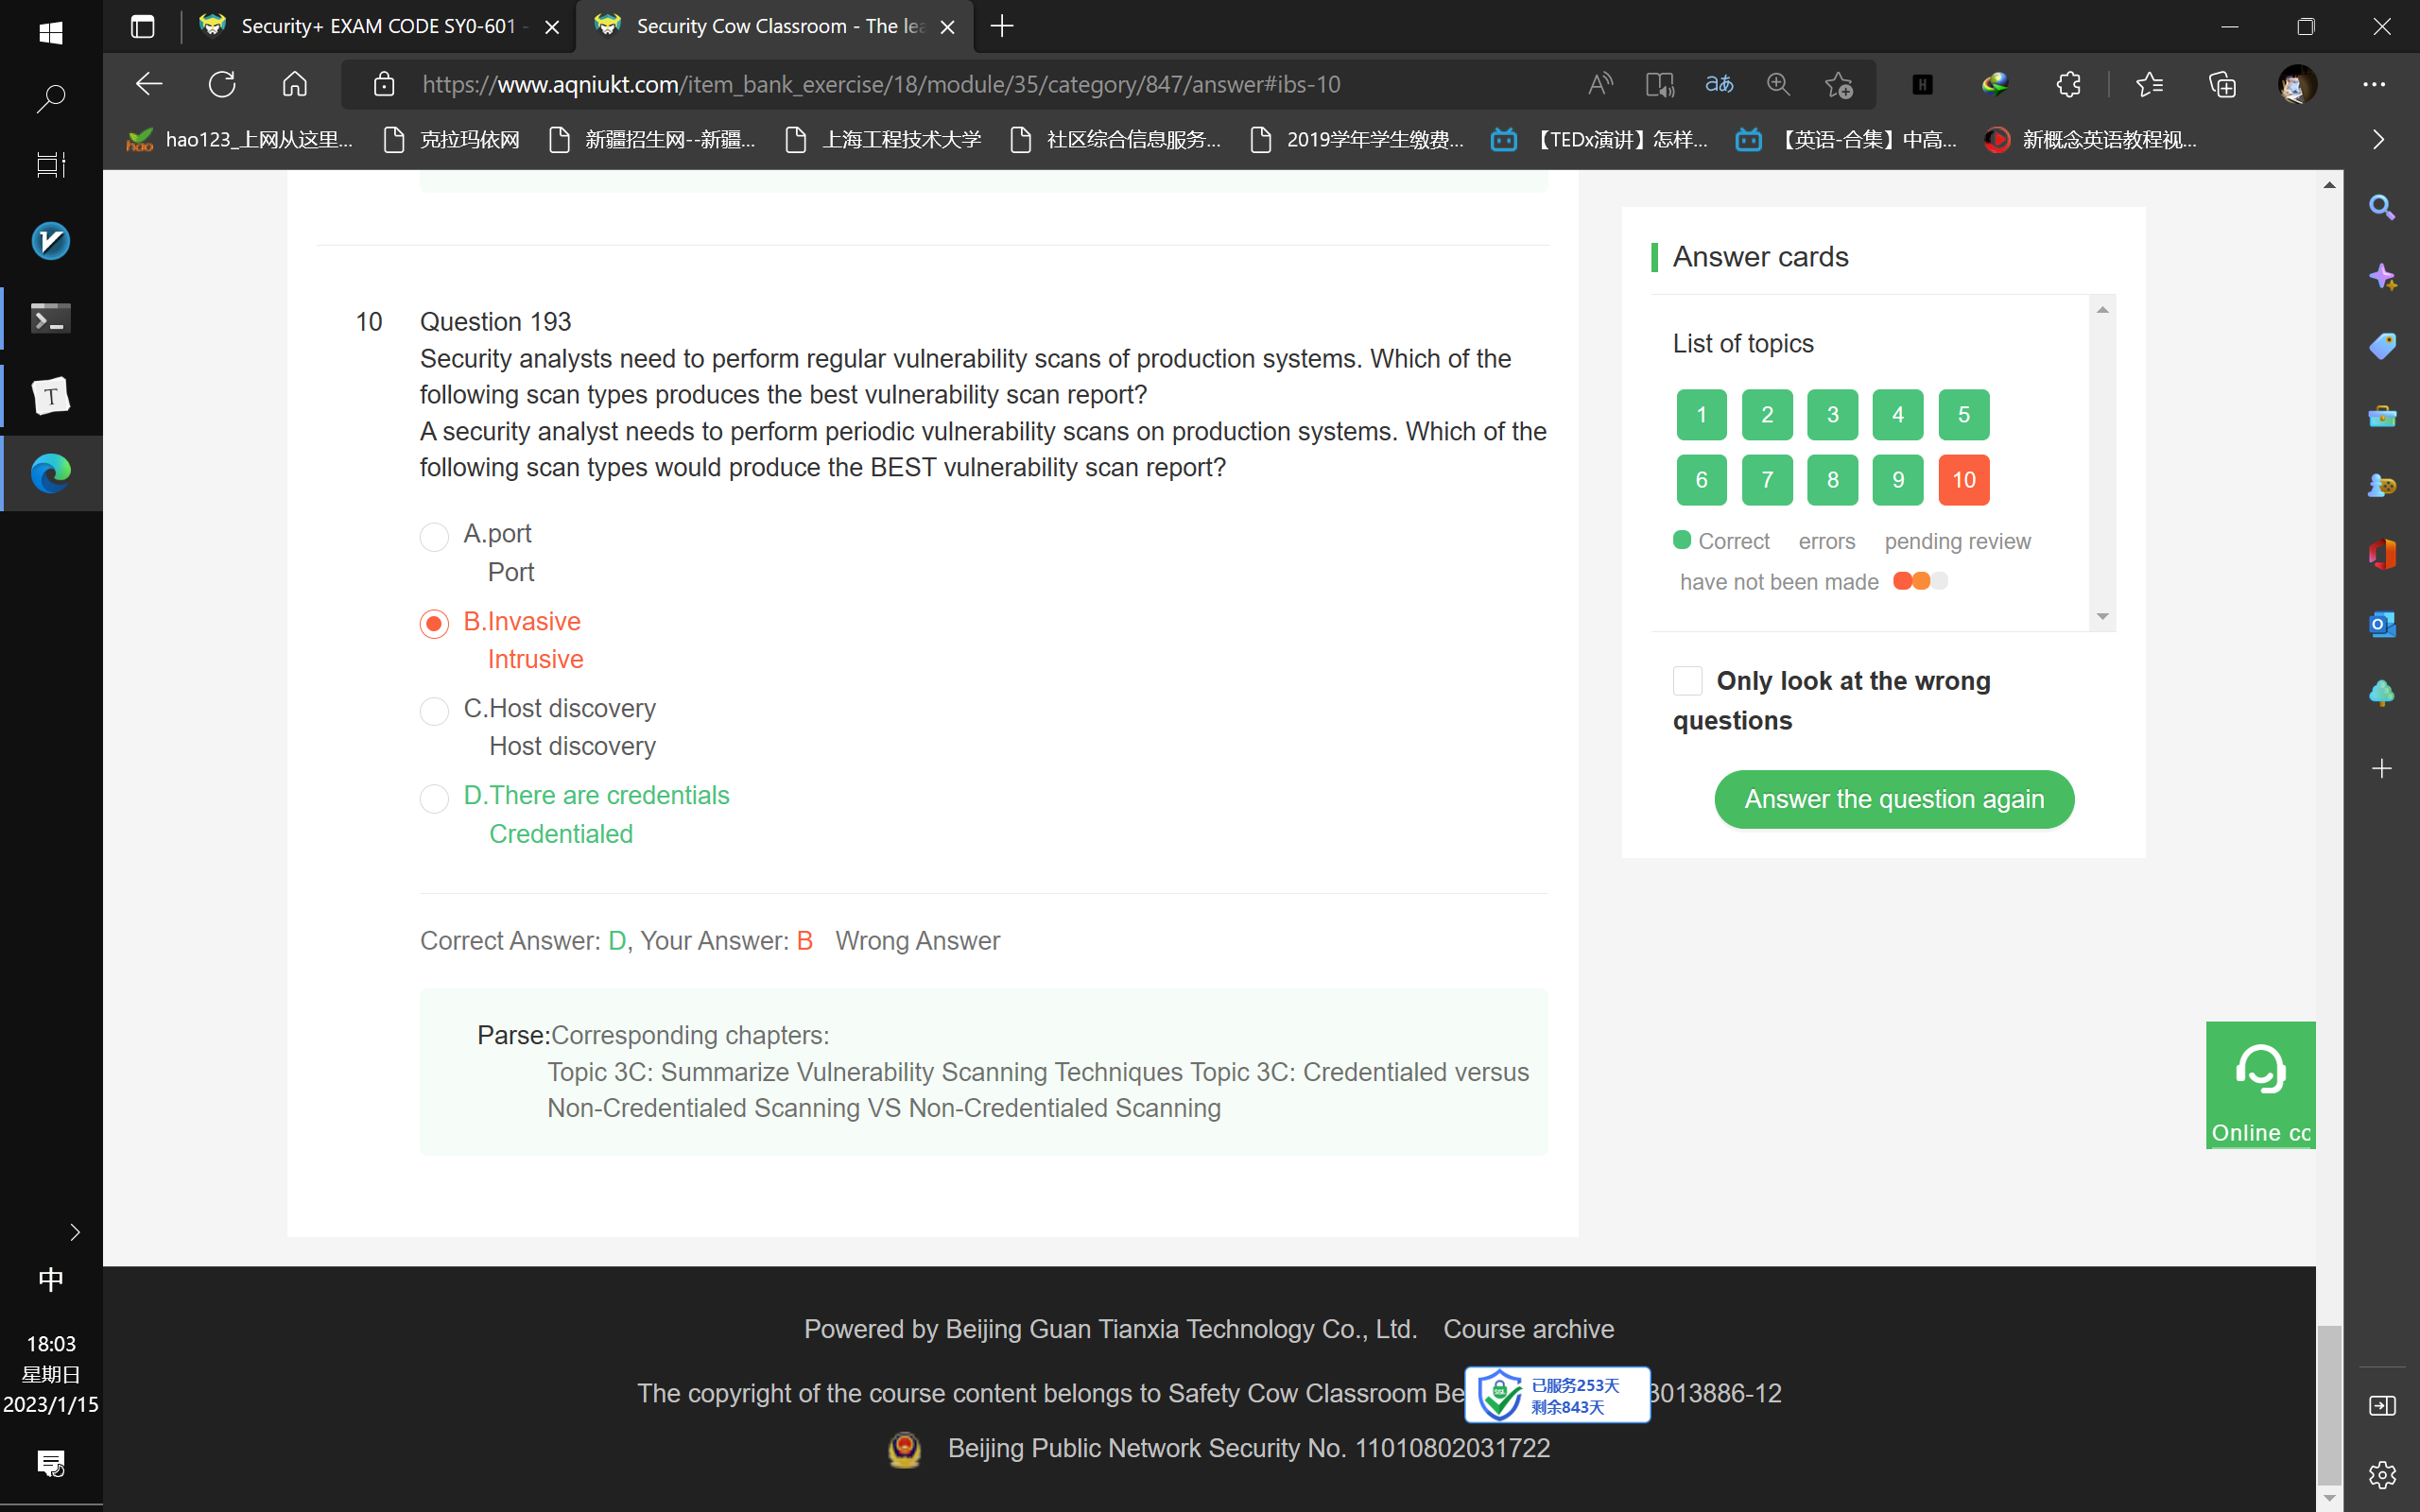 Security+ EXAM CODE SY0-601 -
Security Cow Classroom - The lea
https://www.aqniukt.com/item_bank_exercise/18/module/35/category/847/answer#ibs-10
hao123_上网从这里...
克拉玛依网
新疆招生网--新疆...
上海工程技术大学
社区综合信息服务...
2019学年学生缴费...
【TEDx演讲】怎样...
【英语-合集】中高...
新概念英语教程视...
10 Question 193
Security analysts need to perform regular vulnerability scans of production systems. Which of the
following scan types produces the best vulnerability scan report?
A security analyst needs to perform periodic vulnerability scans on production systems. Which of the
following scan types would produce the BEST vulnerability scan report?
A.port
Port
B.Invasive
Intrusive
C.Host discovery
Host discovery
D.There are credentials
Credentialed
Correct Answer: D, Your Answer: B Wrong Answer
Parse:Corresponding chapters:
Topic 3C: Summarize Vulnerability Scanning Techniques Topic 3C: Credentialed versus
Non-Credentialed Scanning VS Non-Credentialed Scanning
Answer cards
List of topics
1 2 3 4 5
6 7 8 9 10
Correct errors pending review
have not been made
Only look at the wrong
questions
Answer the question again
Online cc
Powered by Beijing Guan Tianxia Technology Co., Ltd. Course archive
The copyright of the course content belongs to Safety Cow Classroom Be
3013886-12
已服务253天
剩余843天
Beijing Public Network Security No. 11010802031722
中
18:03
星期日
2023/1/15